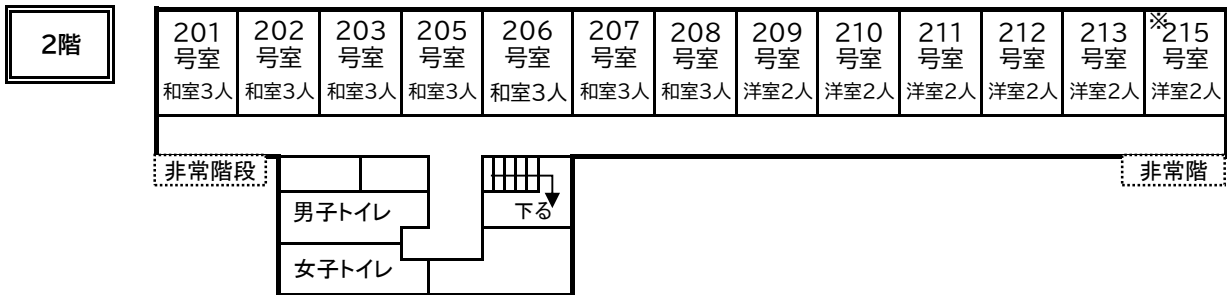 2階
201
号室
和室3人
202
号室
和室3人
203
号室
和室3人
205
号室
和室3人
206
号室
和室3人
207
号室
和室3人
208
号室
和室3人
209
号室
洋室2人
210
号室
洋室2人
211
号室
洋室2人
212
号室
洋室2人
213
号室
洋室2人
※215
号室
洋室2人
非常階段
非常階
男子トイレ
下る
女子トイレ